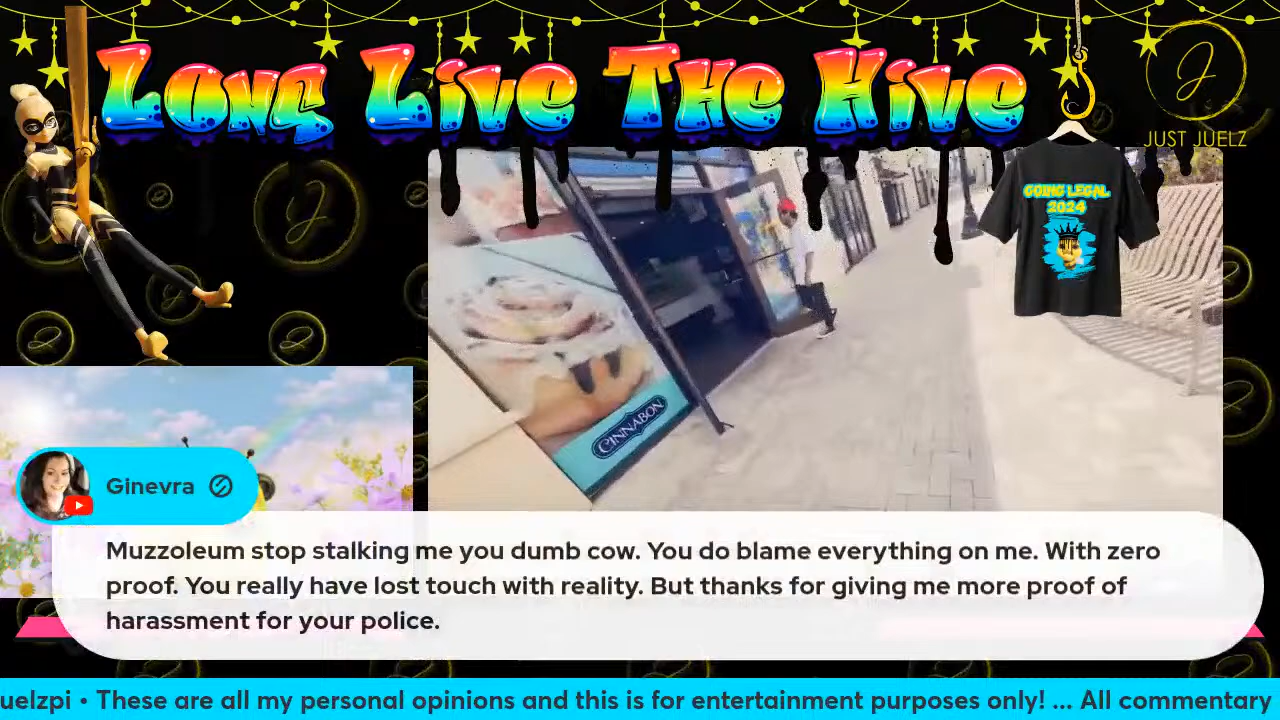 Long Live The Hive
J
JUST JUELZ
GOING LEGAL
2024
CINNABON
Ginevra
Muzzoleum stop stalking me you dumb cow. You do blame everything on me. With zero
proof. You really have lost touch with reality. But thanks for giving me more proof of
harassment for your police.
uelzpi • These are all my personal opinions and this is for entertainment purposes only! ... All commentary